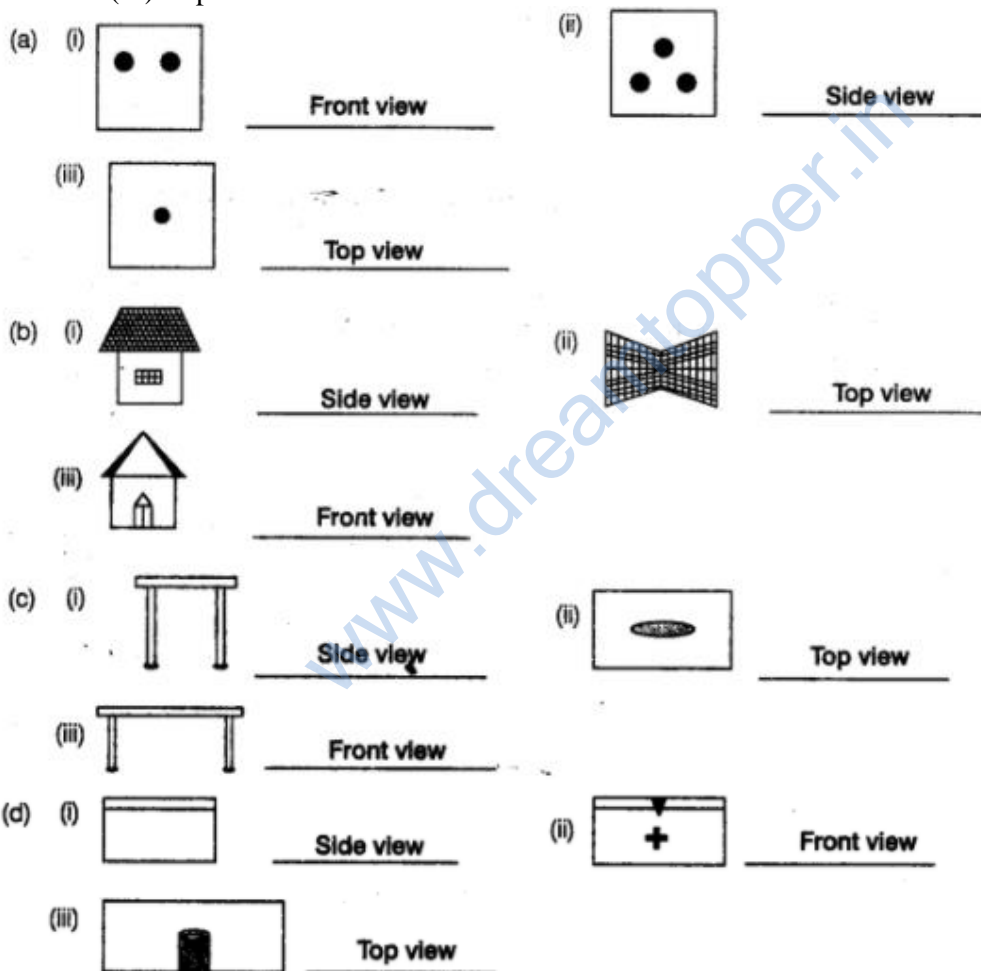 (a) (i) Front view
(ii) Side view
(iii) Top view
(b) (i) Side view
(ii) Top view
(iii) Front view
(c) (i) Side view
(ii) Top view
(iii) Front view
(d) (i) Side view
(ii) Front view
(iii) Top view
www.dreamtopper.in